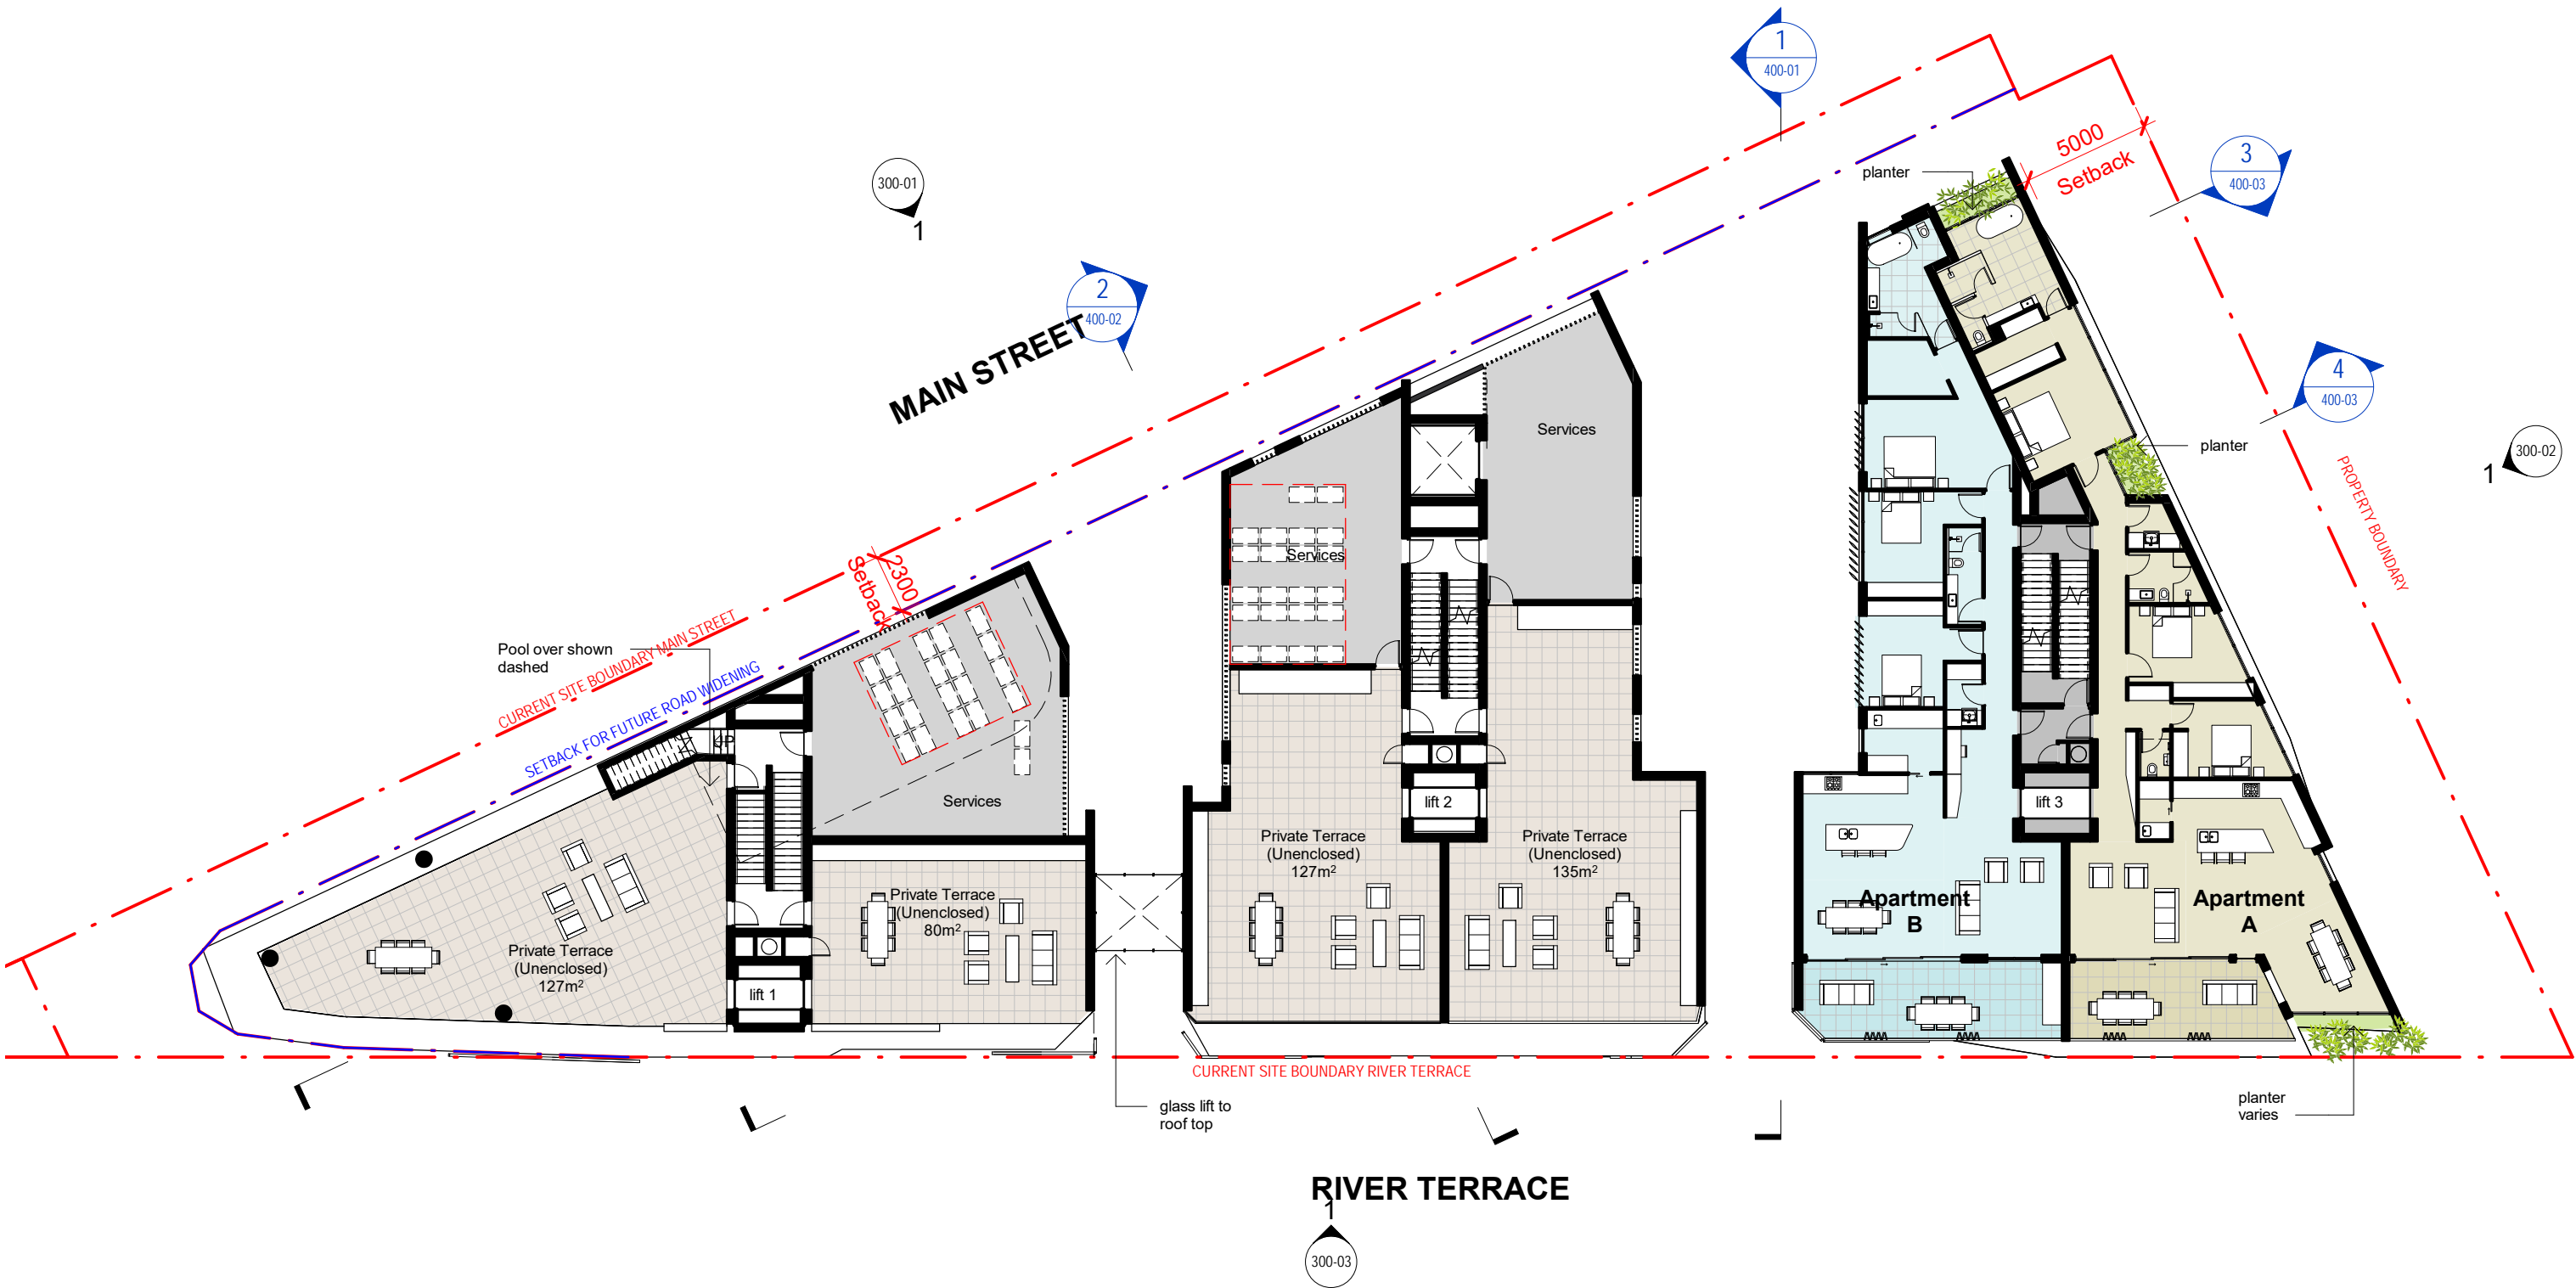 1
400-01
5000
Setback
3
400-03
planter
300-01
1
2
400-02
MAIN STREET
4
400-03
planter
300-02
1
PROPERTY BOUNDARY
Services
Services
2300
Setback
CURRENT SITE BOUNDARY MAIN STREET
Pool over shown
dashed
SETBACK FOR FUTURE ROAD WIDENING
Services
lift 2
lift 3
Private Terrace
(Unenclosed)
127m²
Private Terrace
(Unenclosed)
135m²
Private Terrace
(Unenclosed)
80m²
Apartment
B
Apartment
A
Private Terrace
(Unenclosed)
127m²
lift 1
CURRENT SITE BOUNDARY RIVER TERRACE
glass lift to
roof top
planter
varies
RIVER TERRACE
1
300-03